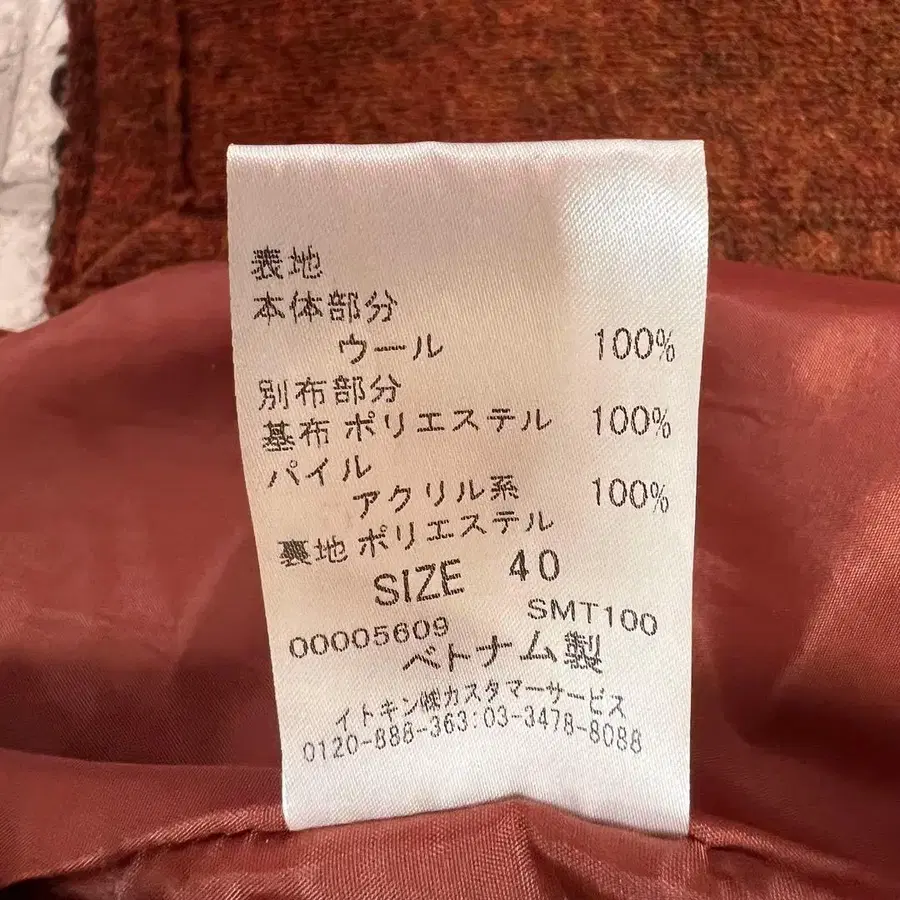 表地
本体部分
ウール 100%
別布部分
基布 ポリエステル 100%
パイル
アクリル系 100%
裏地 ポリエステル
SIZE 40
00005609 SMT100
ベトナム製
イトキン㈱カスタマーサービス
0120-888-363:03-3478-8088